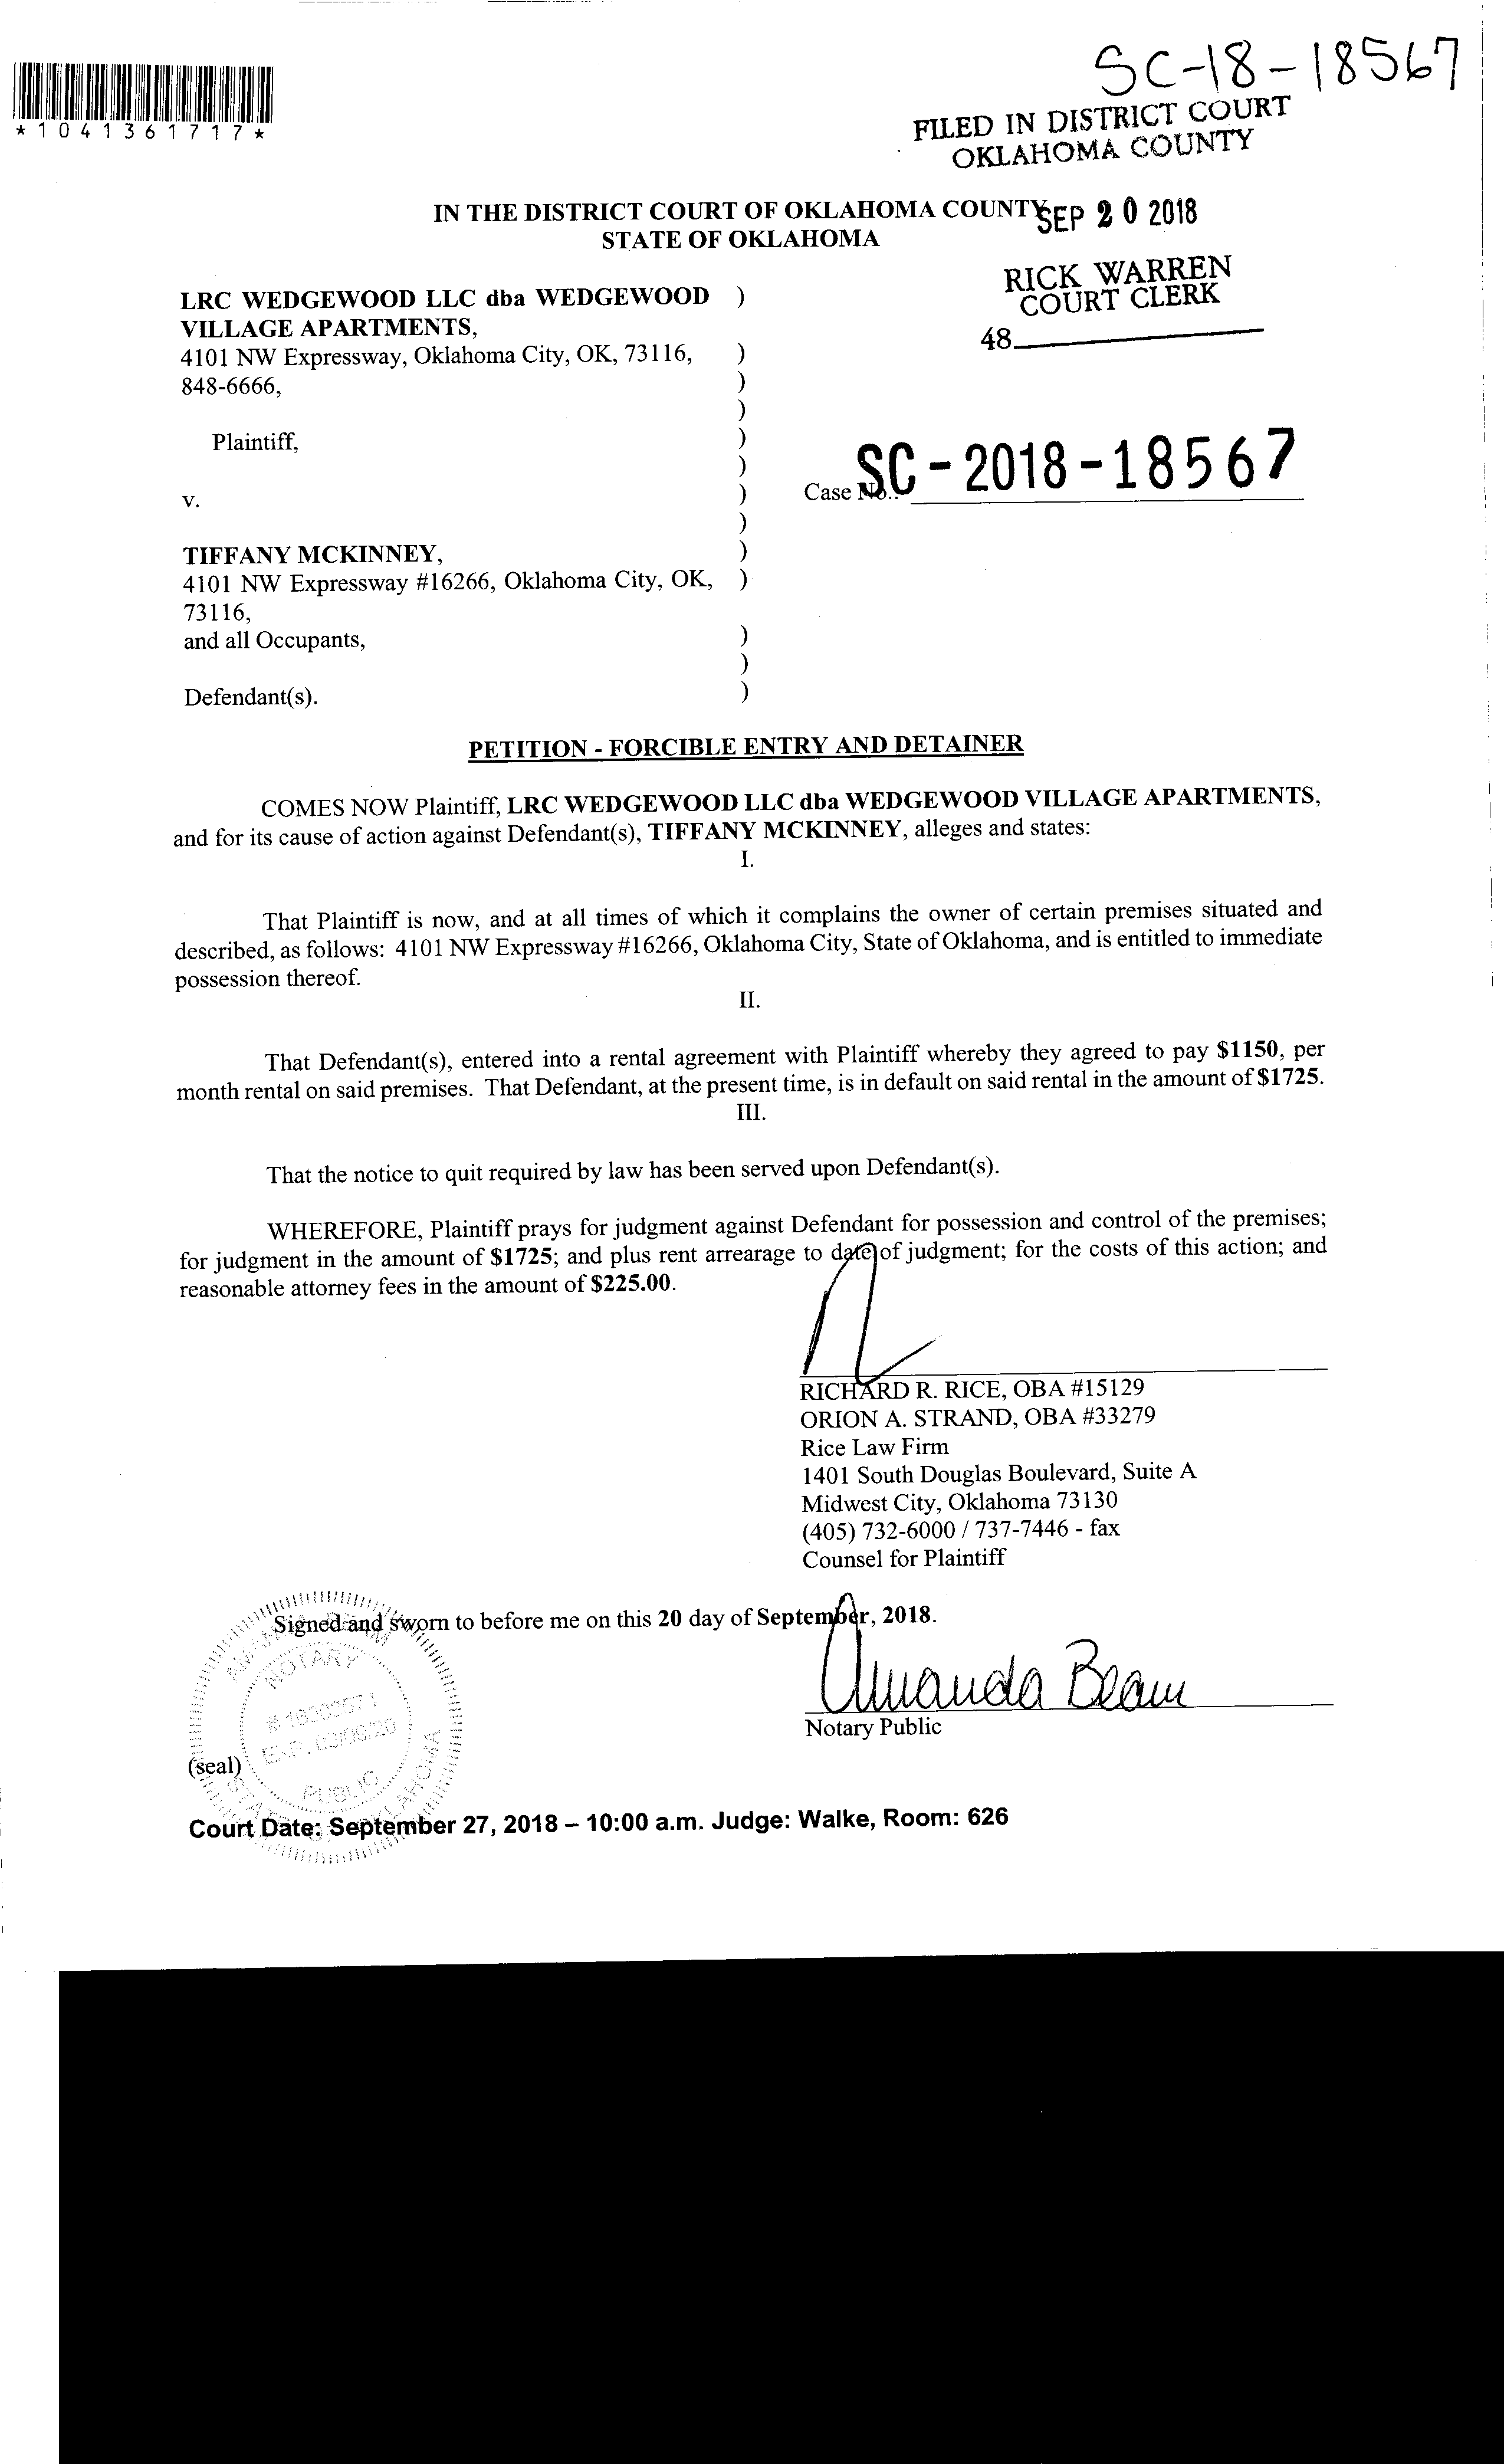 SC-18-18567
*1041361717*
FILED IN DISTRICT COURT
OKLAHOMA COUNTY
IN THE DISTRICT COURT OF OKLAHOMA COUNTY
STATE OF OKLAHOMA
SEP 20 2018
RICK WARREN
COURT CLERK
48
LRC WEDGEWOOD LLC dba WEDGEWOOD )
VILLAGE APARTMENTS,
4101 NW Expressway, Oklahoma City, OK, 73116, )
848-6666, )
)
Plaintiff, )
)
v. )
)
Case No.: SC-2018-18567
TIFFANY MCKINNEY, )
4101 NW Expressway #16266, Oklahoma City, OK, )
73116,
and all Occupants, )
)
Defendant(s). )
PETITION - FORCIBLE ENTRY AND DETAINER
COMES NOW Plaintiff, LRC WEDGEWOOD LLC dba WEDGEWOOD VILLAGE APARTMENTS,
and for its cause of action against Defendant(s), TIFFANY MCKINNEY, alleges and states:
I.
That Plaintiff is now, and at all times of which it complains the owner of certain premises situated and
described, as follows: 4101 NW Expressway #16266, Oklahoma City, State of Oklahoma, and is entitled to immediate
possession thereof.
II.
That Defendant(s), entered into a rental agreement with Plaintiff whereby they agreed to pay $1150, per
month rental on said premises. That Defendant, at the present time, is in default on said rental in the amount of $1725.
III.
That the notice to quit required by law has been served upon Defendant(s).
WHEREFORE, Plaintiff prays for judgment against Defendant for possession and control of the premises;
for judgment in the amount of $1725; and plus rent arrearage to date of judgment; for the costs of this action; and
reasonable attorney fees in the amount of $225.00.
RICHARD R. RICE, OBA #15129
ORION A. STRAND, OBA #33279
Rice Law Firm
1401 South Douglas Boulevard, Suite A
Midwest City, Oklahoma 73130
(405) 732-6000 / 737-7446 - fax
Counsel for Plaintiff
Signed and sworn to before me on this 20 day of September, 2018.
Amanda Beam
Notary Public
NOTARY
PUBLIC
(seal)
Court Date: September 27, 2018 – 10:00 a.m. Judge: Walke, Room: 626